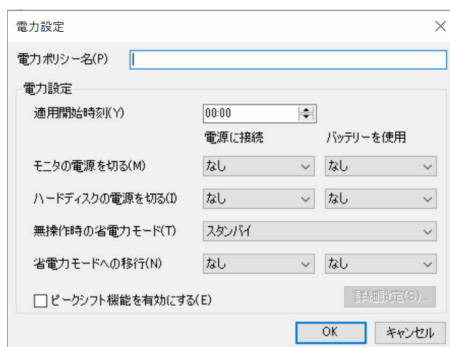 電力設定
電力ポリシー名(P)
電力設定
適用開始時刻(Y) 00:00
電源に接続 バッテリーを使用
モニタの電源を切る(M) なし なし
ハードディスクの電源を切る(I) なし なし
無操作時の省電力モード(T) スタンバイ
省電力モードへの移行(N) なし なし
ピークシフト機能を有効にする(E) 詳細設定(S)...
OK キャンセル